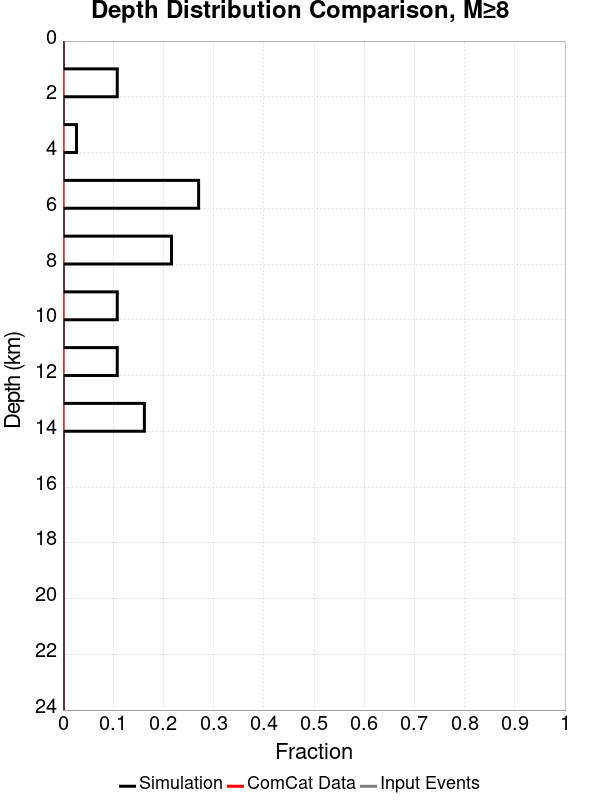 Depth Distribution Comparison, M≥8
0
2
4
6
8
10
12
14
16
18
20
22
24
Depth (km)
0 0.1 0.2 0.3 0.4 0.5 0.6 0.7 0.8 0.9 1
Fraction
Simulation ComCat Data Input Events